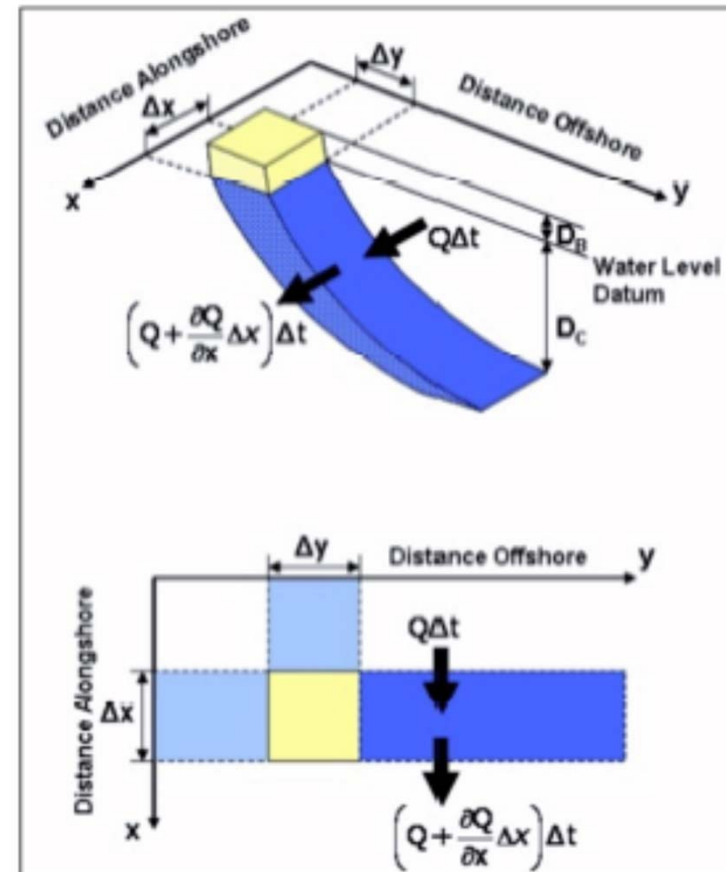 Distance Alongshore
Δy
Δx
Distance Offshore
x
y
QΔt
D_B
Water Level
Datum
(Q + ∂Q/∂x Δx)Δt
D_C
Δy
Distance Offshore
y
Distance Alongshore
QΔt
Δx
x
(Q + ∂Q/∂x Δx)Δt